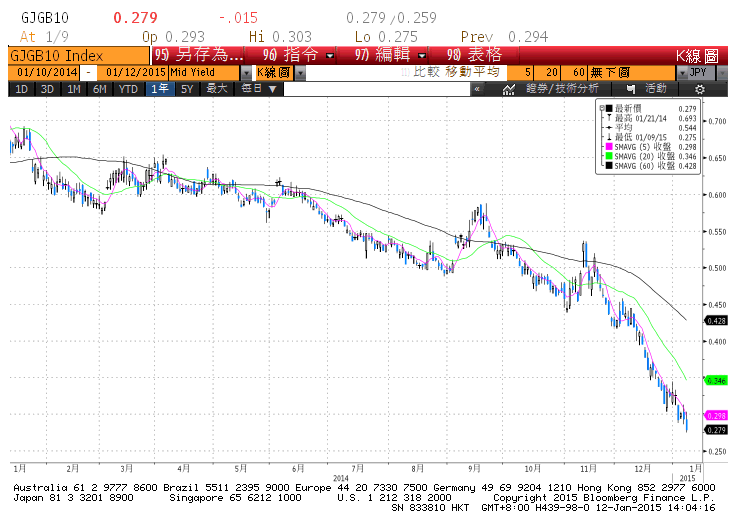 GJGB10 0.279 -.015 0.279/0.259
At 1/9 Op 0.293 Hi 0.303 Lo 0.275 Prev 0.294
GJGB10 Index 95) 另存為... 96) 指令 97) 編輯 98) 表格 K線圖
01/10/2014 - 01/12/2015 Mid Yield K線圖 比較 移動平均 5 20 60 無下圖 JPY
1D 3D 1M 6M YTD 1年 5Y 最大 每日 ▼ « 證券/技術分析 活動
最新價 0.279
最高 01/21/14 0.693
平均 0.544
最低 01/09/15 0.275
SMAVG (5) 收盤 0.298
SMAVG (20) 收盤 0.346
SMAVG (60) 收盤 0.428
0.700
0.650
0.600
0.550
0.500
0.450
0.428
0.400
0.346
0.298
0.279
0.250
1月 2月 3月 4月 5月 6月 7月 8月 9月 10月 11月 12月 1月
2014 2015
Australia 61 2 9777 8600 Brazil 5511 2395 9000 Europe 44 20 7330 7500 Germany 49 69 9204 1210 Hong Kong 852 2977 6000
Japan 81 3 3201 8900 Singapore 65 6212 1000 U.S. 1 212 318 2000 Copyright 2015 Bloomberg Finance L.P.
SN 833810 HKT GMT+8:00 H439-98-0 12-Jan-2015 14:04:16